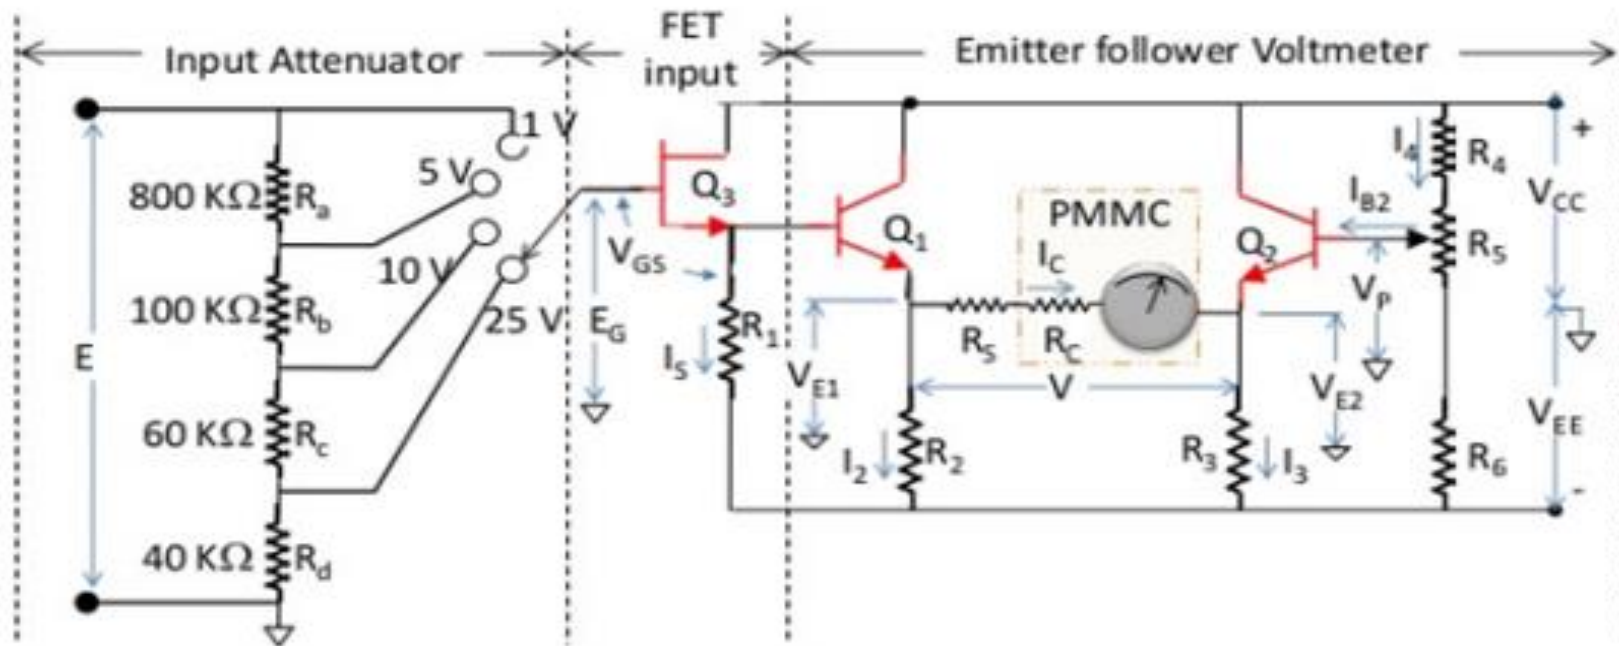 Input Attenuator
FET
input
Emitter follower Voltmeter
1 V
5 V
10 V
25 V
800 KΩ Ra
100 KΩ Rb
60 KΩ Rc
40 KΩ Rd
E
Q3
VGS
EG
IS
R1
Q1
VE1
I2
R2
PMMC
IC
RS
RC
V
Q2
VE2
R3
I3
IB2
VP
I4
R4
R5
R6
+
VCC
VEE
-